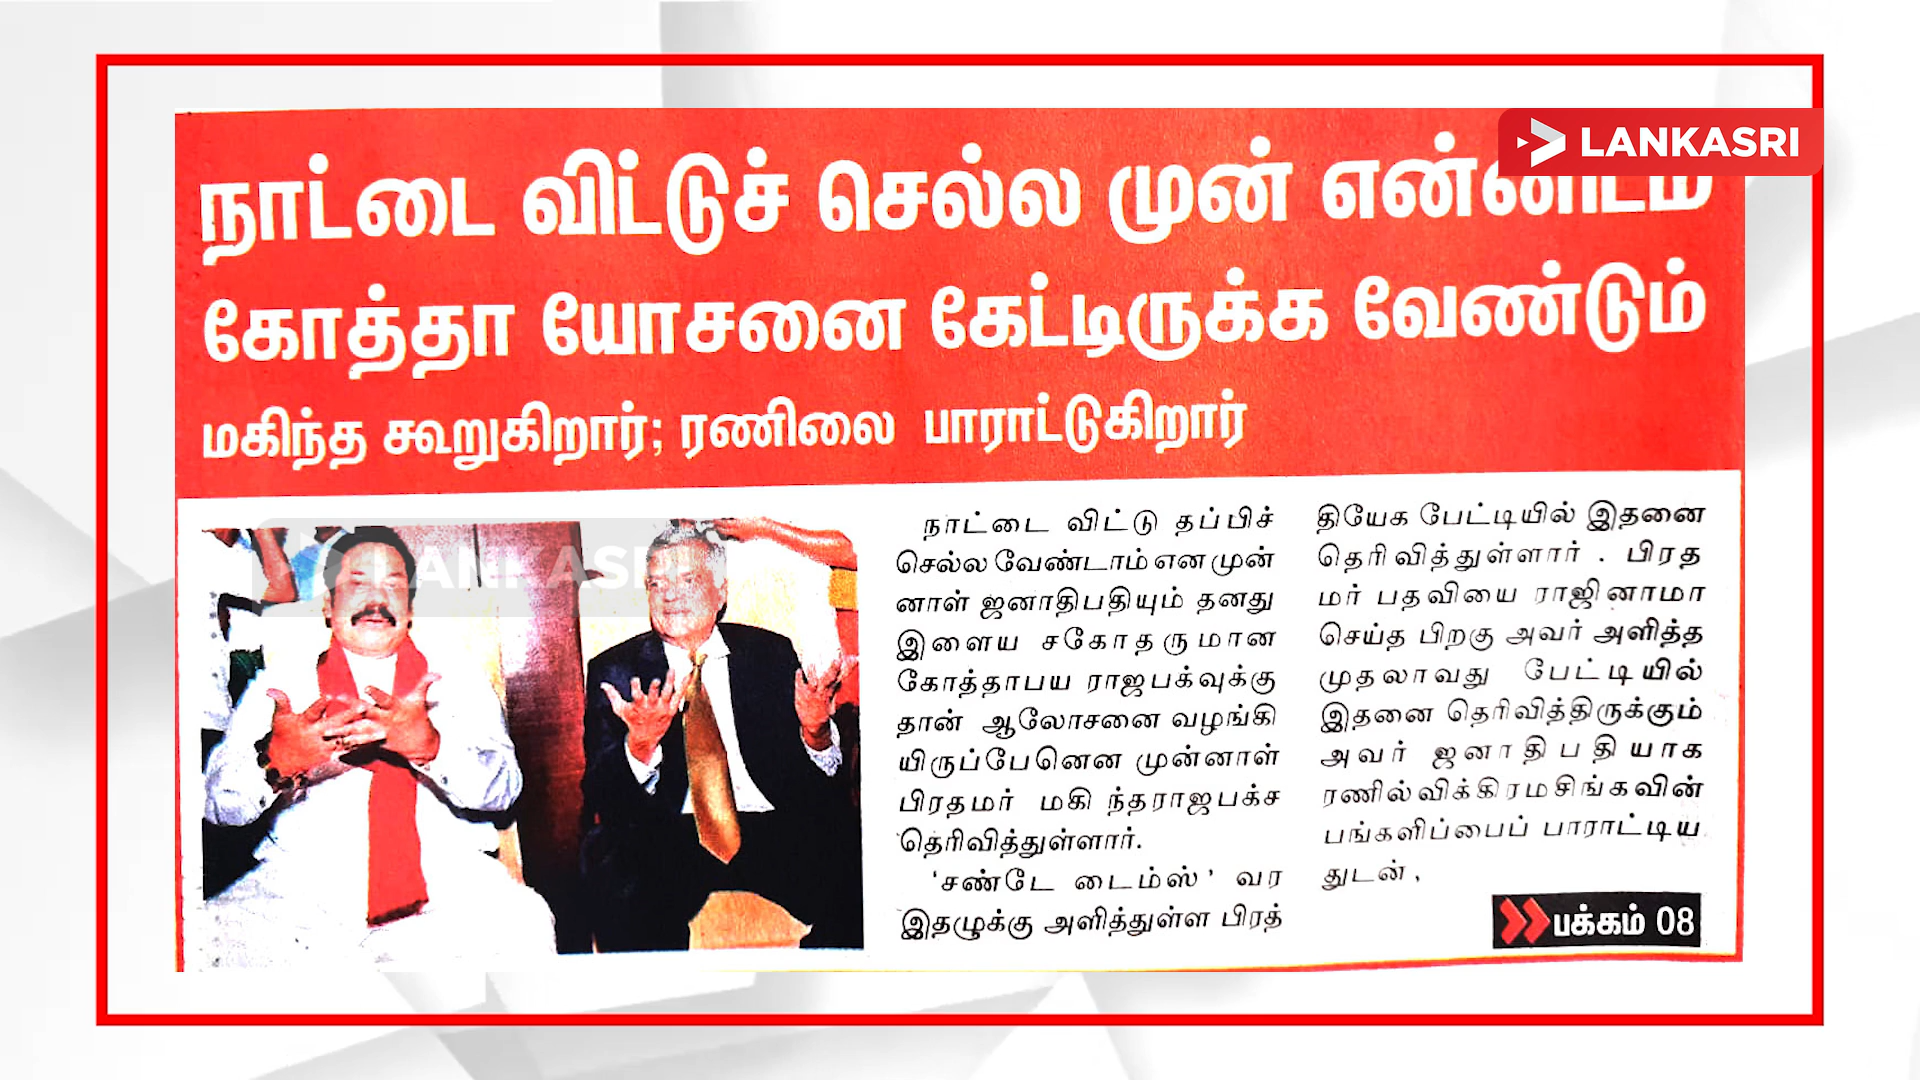 LANKASRI
நாட்டை விட்டுச் செல்ல முன் என்னிடம்
கோத்தா யோசனை கேட்டிருக்க வேண்டும்
மகிந்த கூறுகிறார்; ரணிலை பாராட்டுகிறார்
LANKASRI
நாட்டை விட்டு தப்பிச்
செல்ல வேண்டாம் என முன்
னாள் ஜனாதிபதியும் தனது
இளைய சகோதருமான
கோத்தாபய ராஜபக்வுக்கு
தான் ஆலோசனை வழங்கி
யிருப்பேனென முன்னாள்
பிரதமர் மகி ந்தராஜபக்ச
தெரிவித்துள்ளார்.
'சண்டே டைம்ஸ்' வார
இதழுக்கு அளித்துள்ள பிரத்
தியேக பேட்டியில் இதனை
தெரிவித்துள்ளார் . பிரத
மர் பதவியை ராஜினாமா
செய்த பிறகு அவர் அளித்த
முதலாவது பேட்டியில்
இதனை தெரிவித்திருக்கும்
அவர் ஜனாதிபதியாக
ரணில்விக்கிரமசிங்கவின்
பங்களிப்பைப் பாராட்டிய
துடன்,
பக்கம் 08